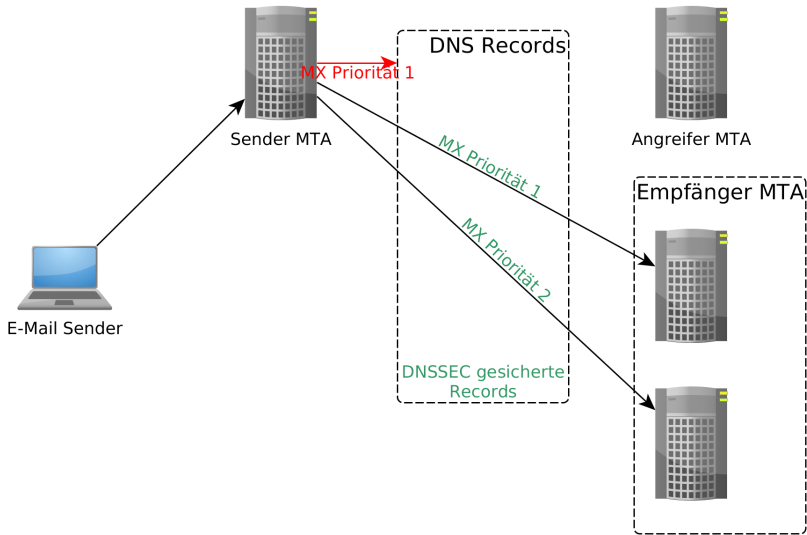 DNS Records
MX Priorität 1
Sender MTA
Angreifer MTA
MX Priorität 1
Empfänger MTA
MX Priorität 2
E-Mail Sender
DNSSEC gesicherte
Records